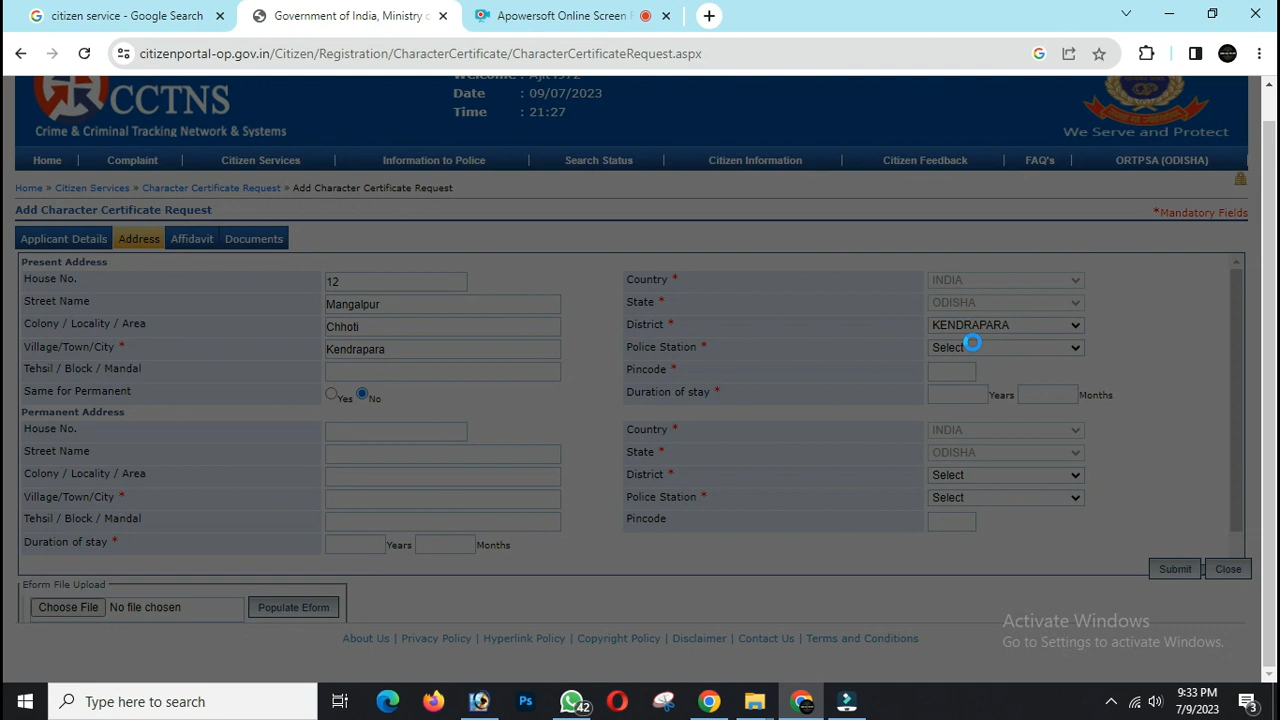 citizen service - Google Search
Government of India, Ministry
Apowersoft Online Screen
citizenportal-op.gov.in/Citizen/Registration/CharacterCertificate/CharacterCertificateRequest.aspx
CCTNS
Crime & Criminal Tracking Network & Systems
Date : 09/07/2023
Time : 21:27
We Serve and Protect
Home Complaint Citizen Services Information to Police Search Status Citizen Information Citizen Feedback FAQ's ORTPSA (ODISHA)
Home » Citizen Services » Character Certificate Request » Add Character Certificate Request
Add Character Certificate Request
*Mandatory Fields
Applicant Details Address Affidavit Documents
Present Address
House No. 12 Country * INDIA
Street Name Mangalpur State * ODISHA
Colony / Locality / Area Chhoti District * KENDRAPARA
Village/Town/City * Kendrapara Police Station * Select
Tehsil / Block / Mandal Pincode *
Same for Permanent Yes No Duration of stay * Years Months
Permanent Address
House No. Country * INDIA
Street Name State * ODISHA
Colony / Locality / Area District * Select
Village/Town/City * Police Station * Select
Tehsil / Block / Mandal Pincode
Duration of stay * Years Months
Submit Close
Eform File Upload
Choose File No file chosen Populate Eform
Activate Windows
Go to Settings to activate Windows.
About Us | Privacy Policy | Hyperlink Policy | Copyright Policy | Disclaimer | Contact Us | Terms and Conditions
Type here to search
Ps
42
9:33 PM
7/9/2023
3